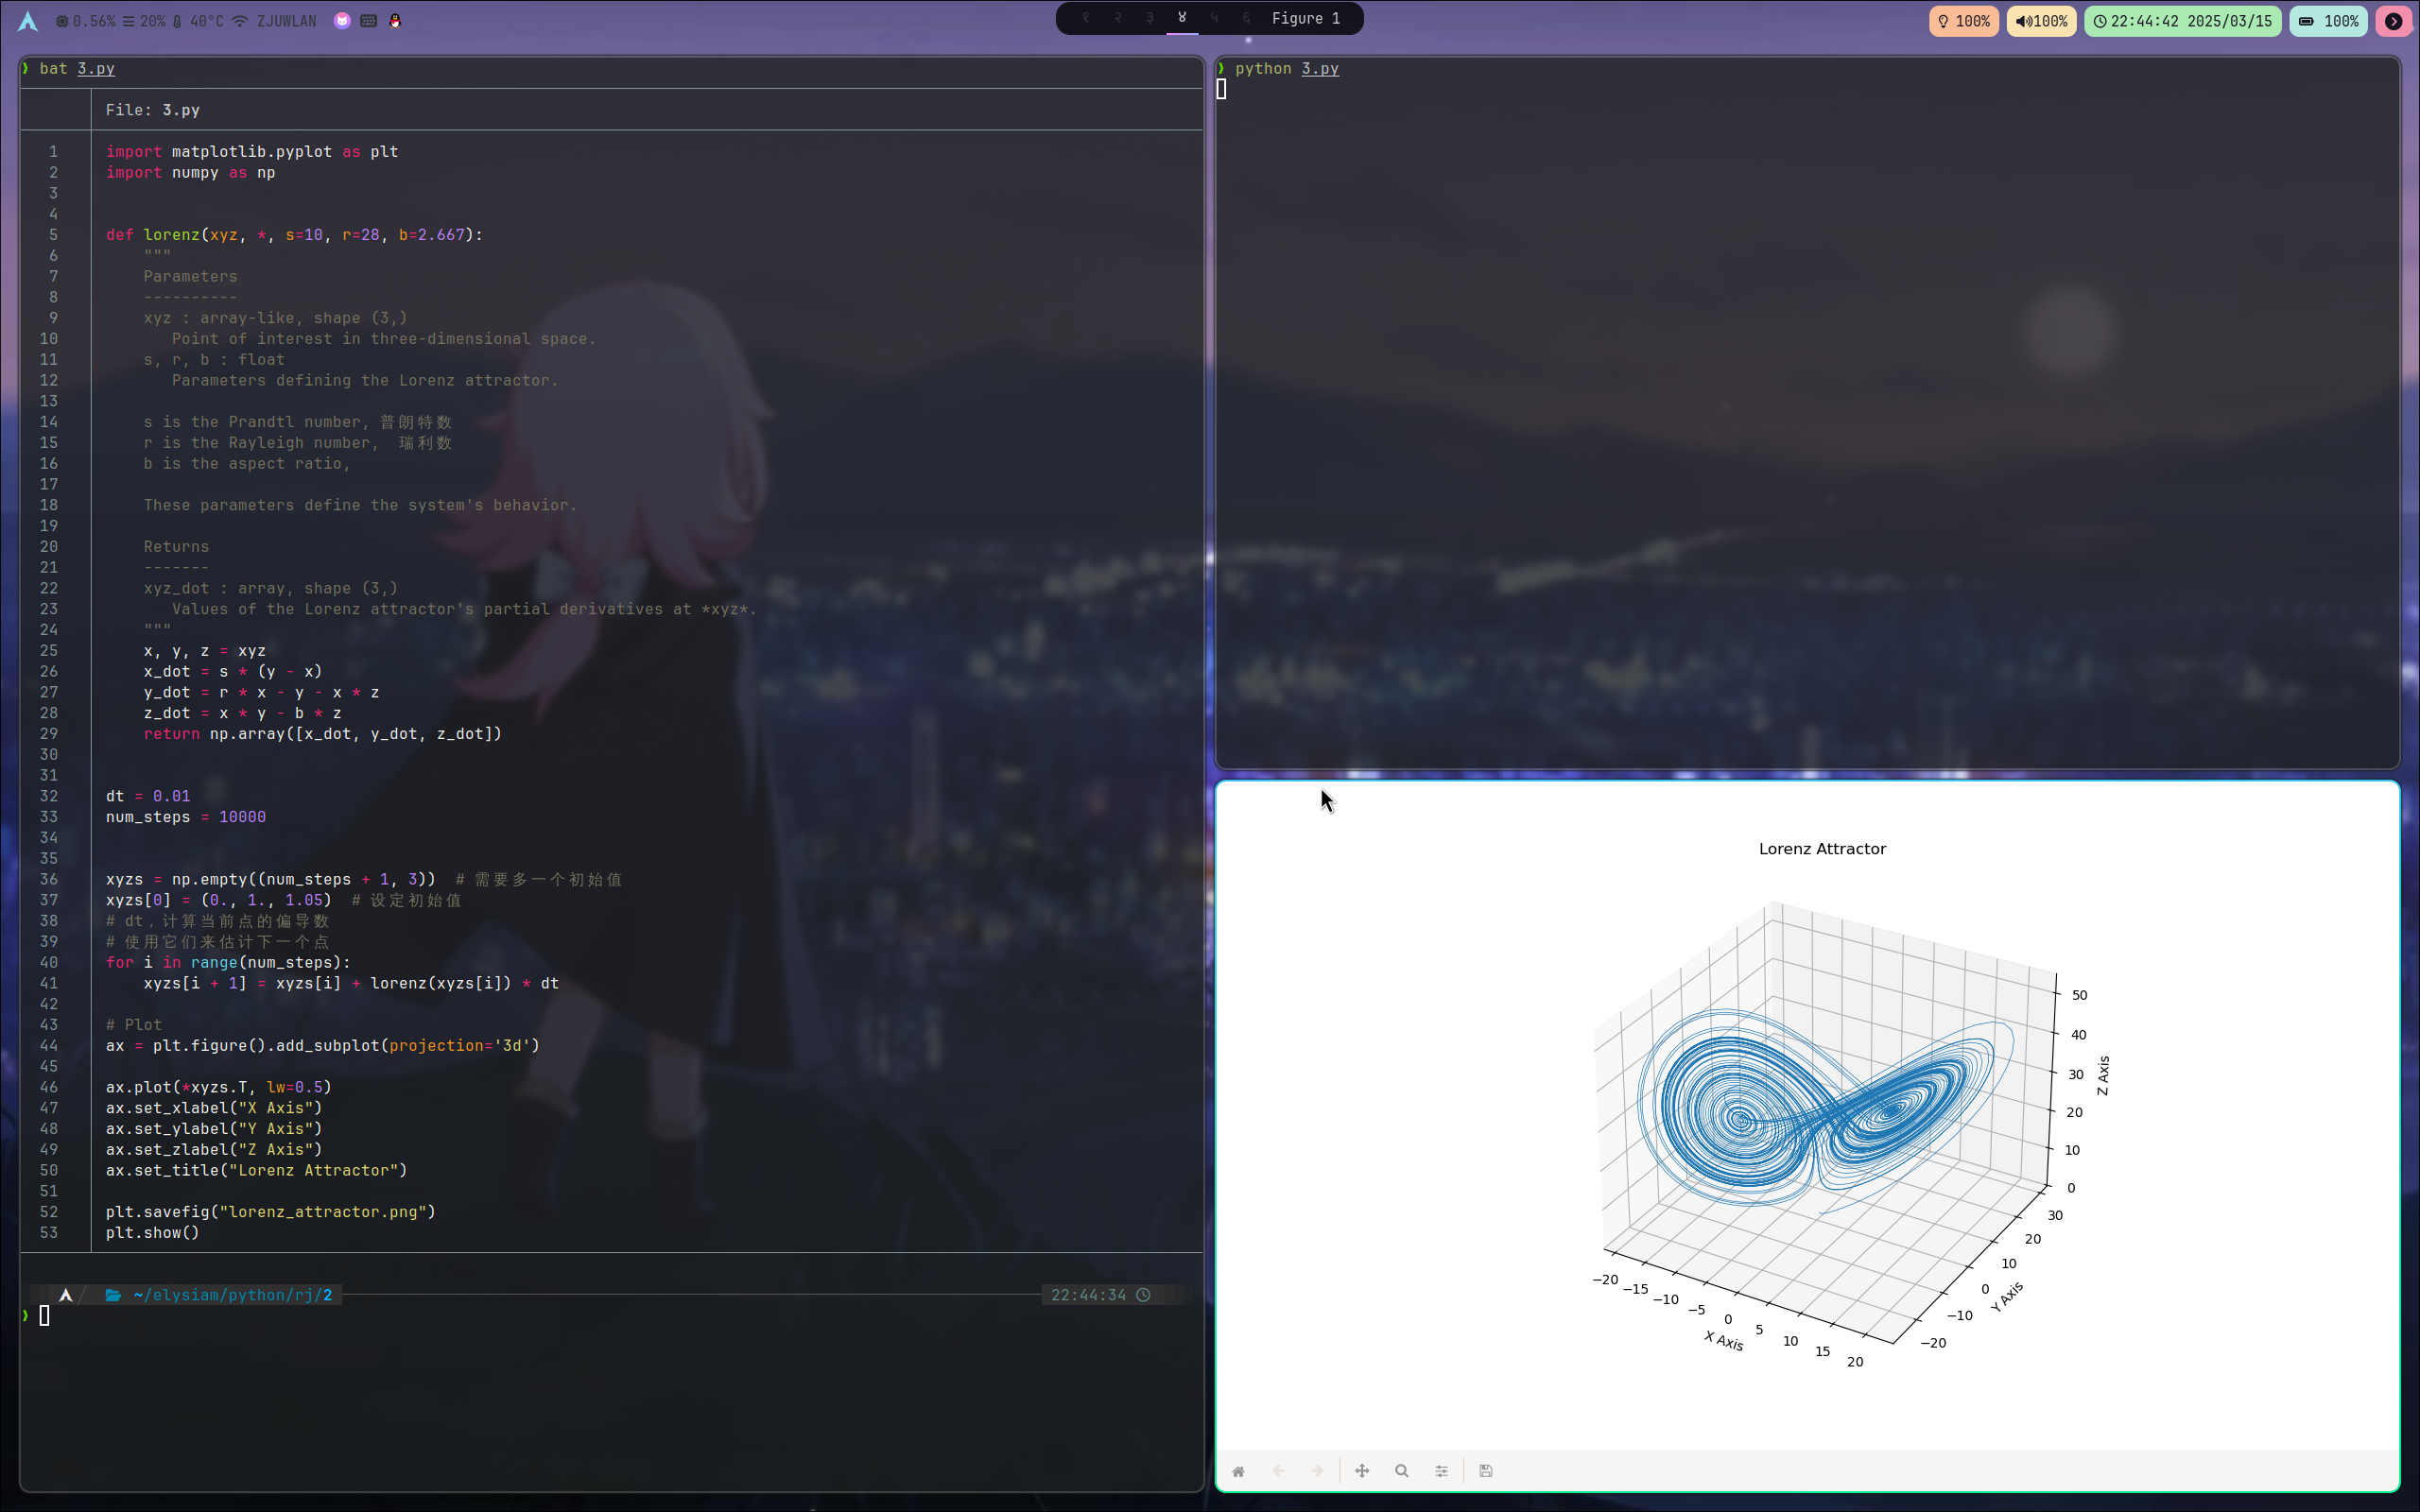 0.56% 20% 40°C ZJUWLAN
१ २ ३ ४ ५ ६ Figure 1
100% 100% 22:44:42 2025/03/15 100%
❯ bat 3.py
File: 3.py
1 import matplotlib.pyplot as plt
2 import numpy as np
3
4
5 def lorenz(xyz, *, s=10, r=28, b=2.667):
6     """
7     Parameters
8     ----------
9     xyz : array-like, shape (3,)
10        Point of interest in three-dimensional space.
11     s, r, b : float
12        Parameters defining the Lorenz attractor.
13
14     s is the Prandtl number, 普朗特数
15     r is the Rayleigh number,  瑞利数
16     b is the aspect ratio,
17
18     These parameters define the system's behavior.
19
20     Returns
21     -------
22     xyz_dot : array, shape (3,)
23        Values of the Lorenz attractor's partial derivatives at *xyz*.
24     """
25     x, y, z = xyz
26     x_dot = s * (y - x)
27     y_dot = r * x - y - x * z
28     z_dot = x * y - b * z
29     return np.array([x_dot, y_dot, z_dot])
30
31
32 dt = 0.01
33 num_steps = 10000
34
35
36 xyzs = np.empty((num_steps + 1, 3))  # 需要多一个初始值
37 xyzs[0] = (0., 1., 1.05)  # 设定初始值
38 # dt，计算当前点的偏导数
39 # 使用它们来估计下一个点
40 for i in range(num_steps):
41     xyzs[i + 1] = xyzs[i] + lorenz(xyzs[i]) * dt
42
43 # Plot
44 ax = plt.figure().add_subplot(projection='3d')
45
46 ax.plot(*xyzs.T, lw=0.5)
47 ax.set_xlabel("X Axis")
48 ax.set_ylabel("Y Axis")
49 ax.set_zlabel("Z Axis")
50 ax.set_title("Lorenz Attractor")
51
52 plt.savefig("lorenz_attractor.png")
53 plt.show()
~/elysiam/python/rj/2 22:44:34
❯
❯ python 3.py
Lorenz Attractor
50
40
30
20
10
0
Z Axis
30
20
10
0
−10
−20
Y Axis
−20
−15
−10
−5
0
5
10
15
20
X Axis